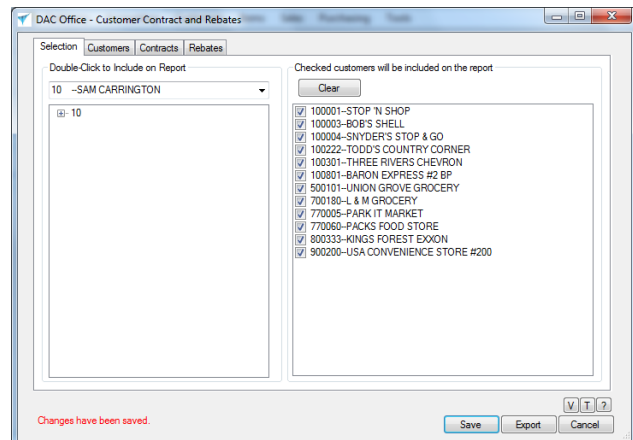 DAC Office - Customer Contract and Rebates
Sales Purchasing Tools
Selection Customers Contracts Rebates
Double-Click to Include on Report
10 --SAM CARRINGTON
10
Checked customers will be included on the report
Clear
100001--STOP 'N SHOP
100003--BOB'S SHELL
100004--SNYDER'S STOP & GO
100222--TODD'S COUNTRY CORNER
100301--THREE RIVERS CHEVRON
100801--BARON EXPRESS #2 BP
500101--UNION GROVE GROCERY
700180--L & M GROCERY
770005--PARK IT MARKET
770060--PACKS FOOD STORE
800333--KINGS FOREST EXXON
900200--USA CONVENIENCE STORE #200
V T ?
Changes have been saved.
Save Export Cancel